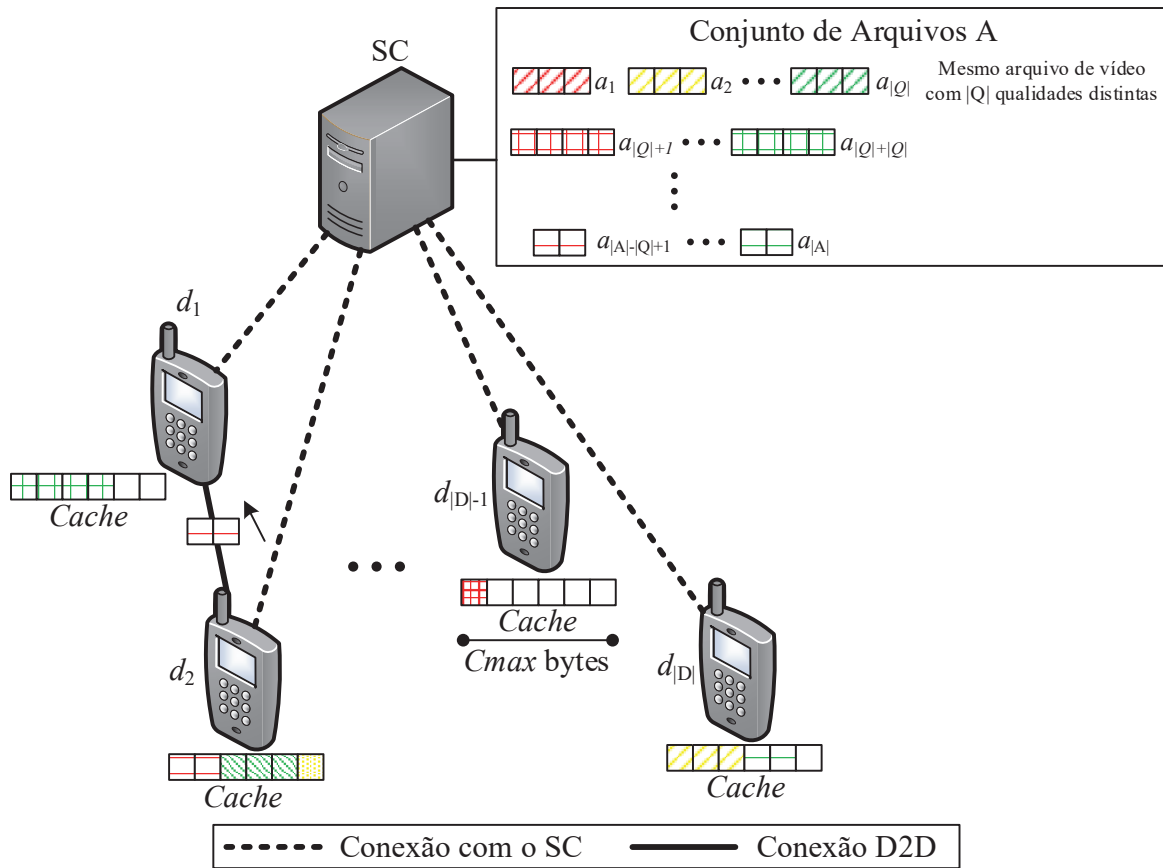 SC
Conjunto de Arquivos A
a1 a2 ••• a|Q|
Mesmo arquivo de vídeo
com |Q| qualidades distintas
a|Q|+1 ••• a|Q|+|Q|
a|A|-|Q|+1 ••• a|A|
d1
Cache
d2
Cache
d|D|-1
Cache
Cmax bytes
d|D|
Cache
Conexão com o SC Conexão D2D